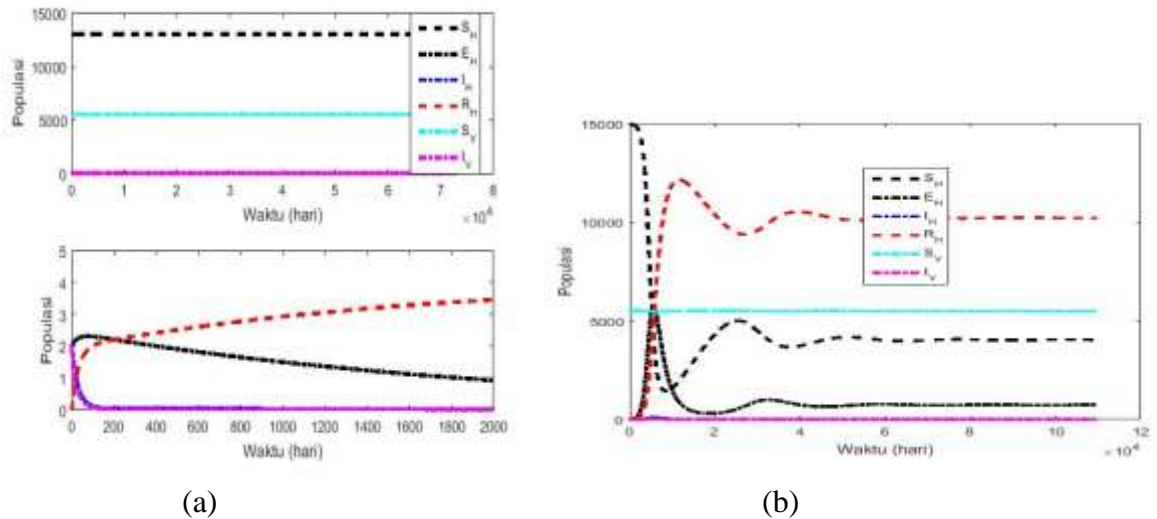 15000
10000
5000
0
Populasi
0 1 2 3 4 5 6 7 8
Waktu (hari)
S_H
E_H
I_H
R_H
S_V
I_V
5
4
3
2
1
0
Populasi
0 200 400 600 800 1000 1200 1400 1600 1800 2000
Waktu (hari)
(a)
15000
10000
5000
0
Populasi
0 2 4 6 8 10 12
Waktu (hari)
× 10^4
S_H
E_H
I_H
R_H
S_V
I_V
(b)